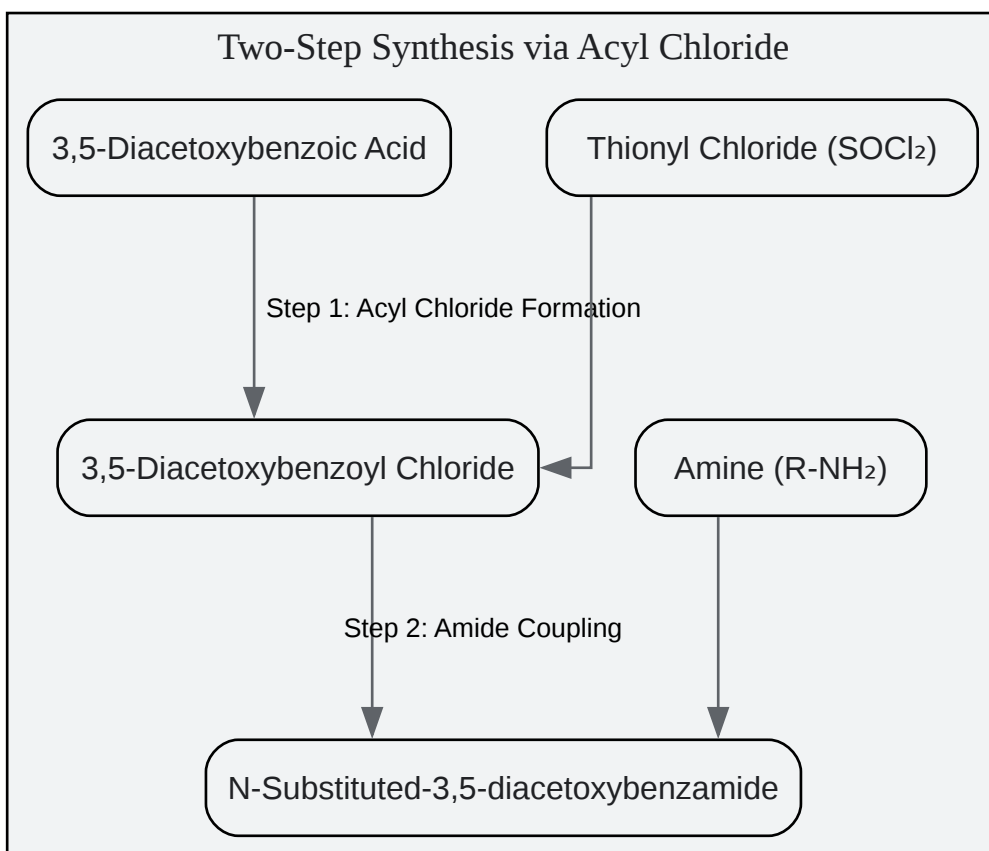 Two-Step Synthesis via Acyl Chloride
3,5-Diacetoxybenzoic Acid
Thionyl Chloride (SOCl₂)
Step 1: Acyl Chloride Formation
3,5-Diacetoxybenzoyl Chloride
Amine (R-NH₂)
Step 2: Amide Coupling
N-Substituted-3,5-diacetoxybenzamide